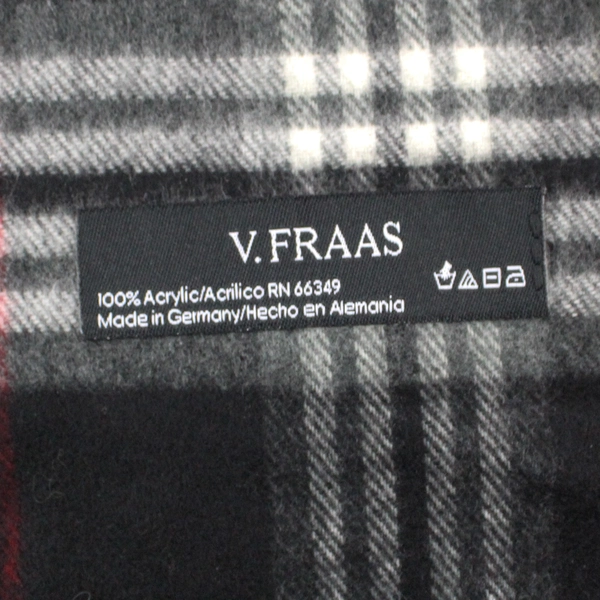 V. FRAAS
100% Acrylic/Acrilico RN 66349
Made in Germany/Hecho en Alemania